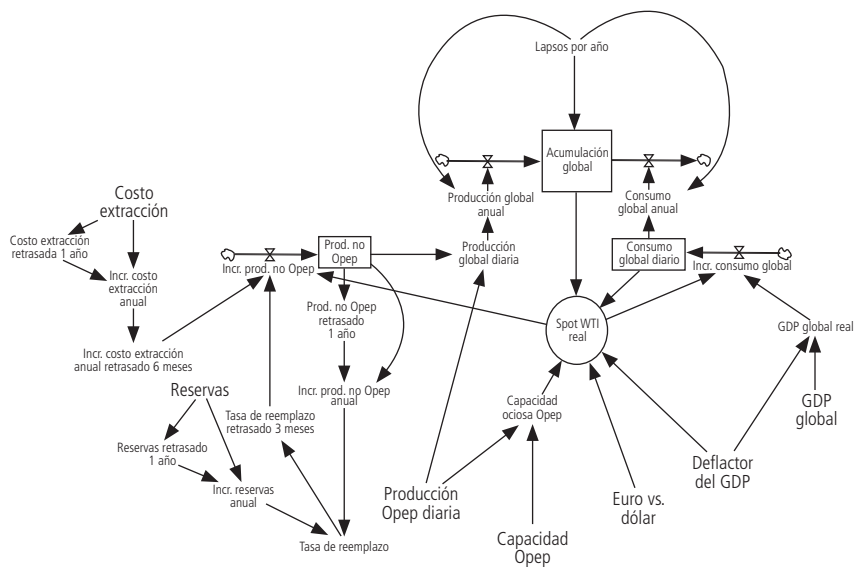 Lapsos por año
Acumulación
global
Producción global
anual
Consumo
global anual
Costo
extracción
Costo extracción
retrasada 1 año
Incr. costo
extracción
anual
Incr. costo extracción
anual retrasado 6 meses
Prod. no
Opep
Incr. prod. no Opep
Producción
global diaria
Consumo
global diario
Incr. consumo global
Prod. no Opep
retrasado
1 año
Spot WTI
real
GDP global real
Incr. prod. no Opep
anual
Reservas
Tasa de reemplazo
retrasado 3 meses
Capacidad
ociosa Opep
GDP
global
Reservas retrasado
1 año
Incr. reservas
anual
Tasa de reemplazo
Producción
Opep diaria
Capacidad
Opep
Euro vs.
dólar
Deflactor
del GDP